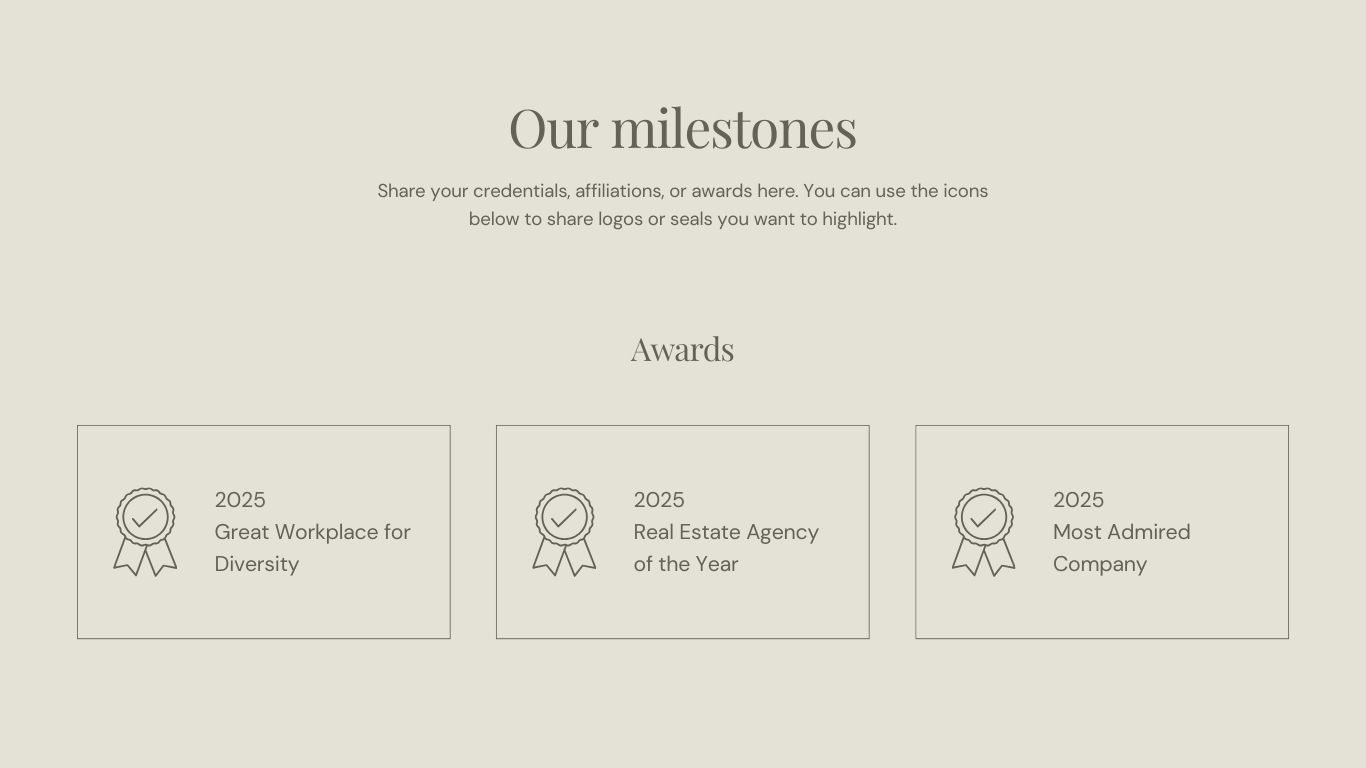 Our milestones
Share your credentials, affiliations, or awards here. You can use the icons
below to share logos or seals you want to highlight.
Awards
2025
Great Workplace for
Diversity
2025
Real Estate Agency
of the Year
2025
Most Admired
Company